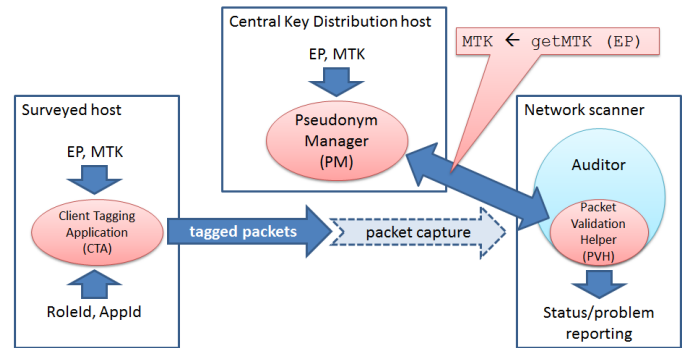 Central Key Distribution host
MTK ← getMTK (EP)
EP, MTK
Surveyed host
Network scanner
Pseudonym
Manager
(PM)
EP, MTK
Auditor
Client Tagging
Application
(CTA)
tagged packets
packet capture
Packet
Validation
Helper
(PVH)
RoleId, AppId
Status/problem
reporting